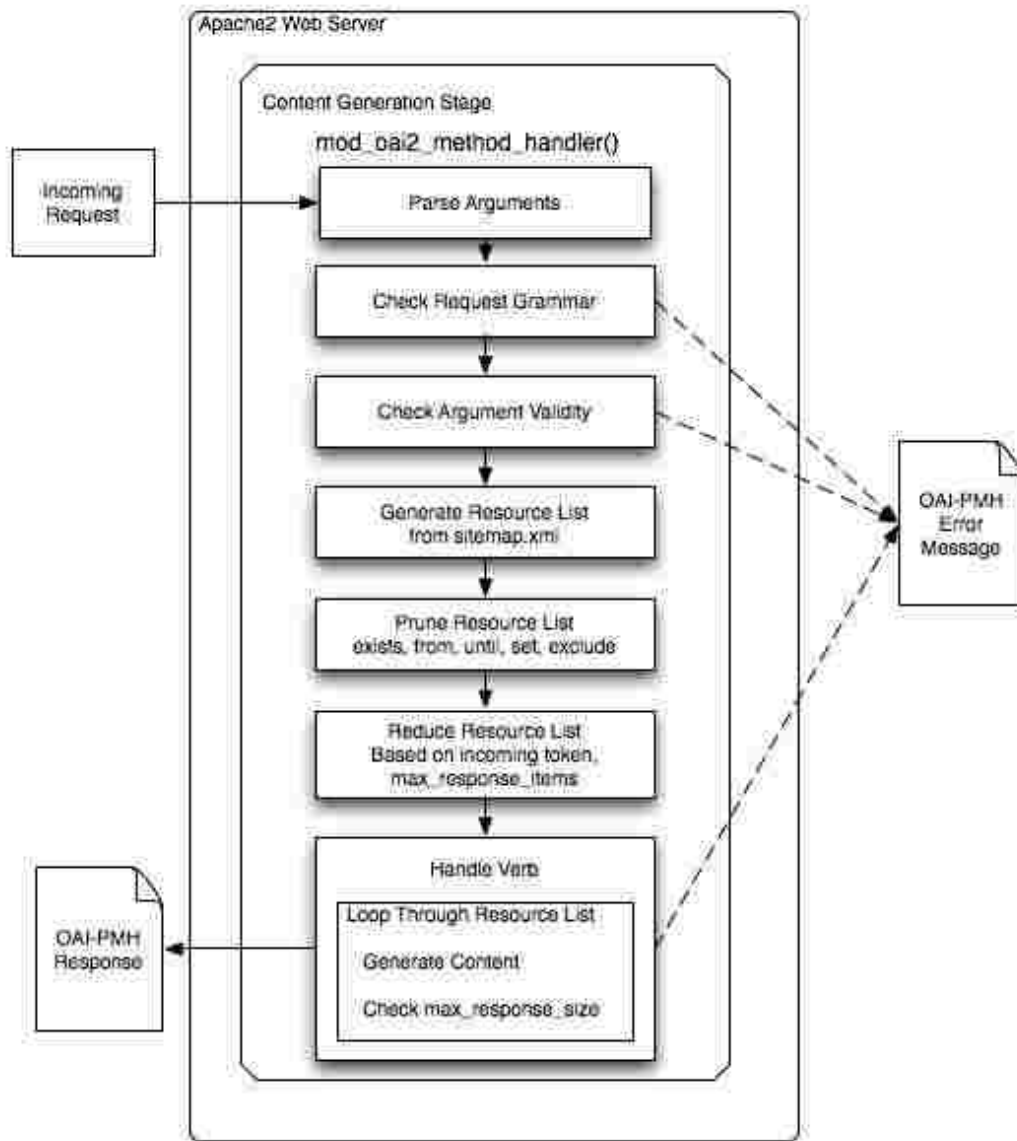 Apache2 Web Server
Content Generation Stage
mod_oai2_method_handler()
Incoming
Request
Parse Arguments
Check Request Grammar
Check Argument Validity
Generate Resource List
from sitemap.xml
OAI-PMH
Error
Message
Prune Resource List
exists, from, until, set, exclude
Reduce Resource List
Based on incoming token,
max_response_items
Handle Verb
Loop Through Resource List
Generate Content
Check max_response_size
OAI-PMH
Response